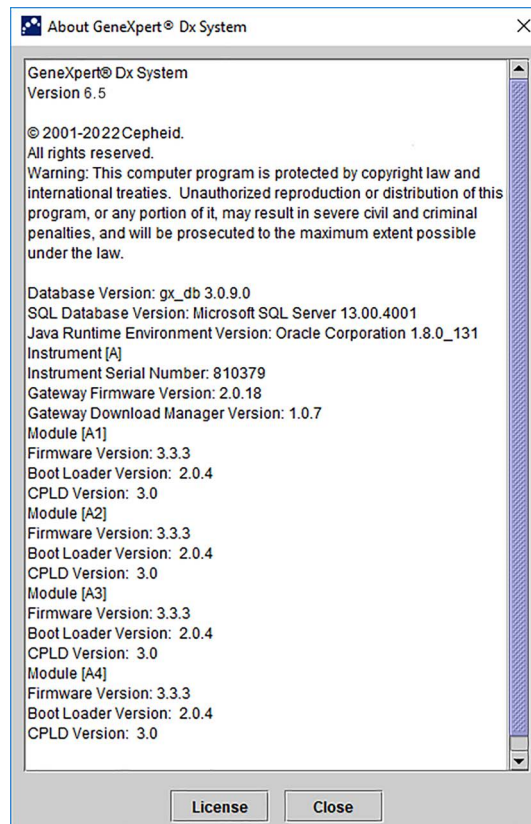 About GeneXpert® Dx System
GeneXpert® Dx System
Version 6.5
© 2001-2022 Cepheid.
All rights reserved.
Warning: This computer program is protected by copyright law and
international treaties. Unauthorized reproduction or distribution of this
program, or any portion of it, may result in severe civil and criminal
penalties, and will be prosecuted to the maximum extent possible
under the law.
Database Version: gx_db 3.0.9.0
SQL Database Version: Microsoft SQL Server 13.00.4001
Java Runtime Environment Version: Oracle Corporation 1.8.0_131
Instrument [A]
Instrument Serial Number: 810379
Gateway Firmware Version: 2.0.18
Gateway Download Manager Version: 1.0.7
Module [A1]
Firmware Version: 3.3.3
Boot Loader Version: 2.0.4
CPLD Version: 3.0
Module [A2]
Firmware Version: 3.3.3
Boot Loader Version: 2.0.4
CPLD Version: 3.0
Module [A3]
Firmware Version: 3.3.3
Boot Loader Version: 2.0.4
CPLD Version: 3.0
Module [A4]
Firmware Version: 3.3.3
Boot Loader Version: 2.0.4
CPLD Version: 3.0
License Close